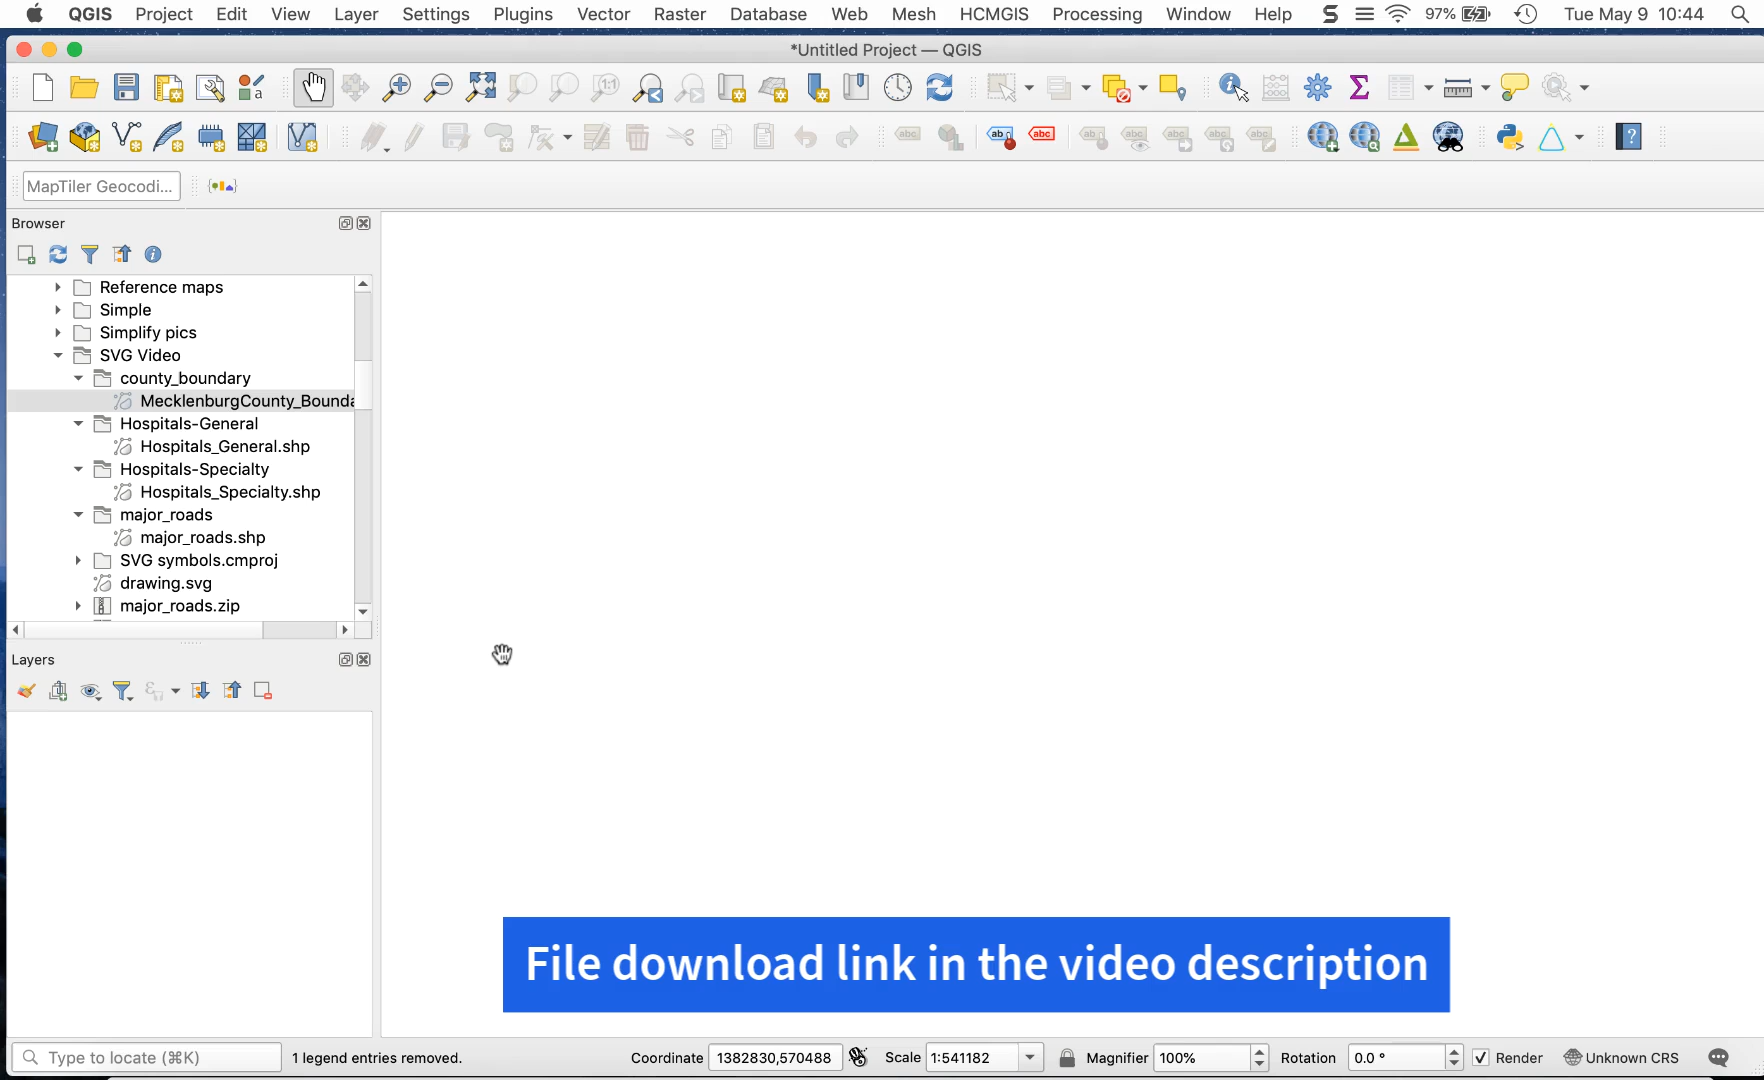 QGIS Project Edit View Layer Settings Plugins Vector Raster Database Web Mesh HCMGIS Processing Window Help 97% Tue May 9 10:44
*Untitled Project — QGIS
MapTiler Geocodi...
Browser
Reference maps
Simple
Simplify pics
SVG Video
county_boundary
MecklenburgCounty_Bounda
Hospitals-General
Hospitals_General.shp
Hospitals-Specialty
Hospitals_Specialty.shp
major_roads
major_roads.shp
SVG symbols.cmproj
drawing.svg
major_roads.zip
Layers
File download link in the video description
Type to locate (⌘K) 1 legend entries removed. Coordinate 1382830,570488 Scale 1:541182 Magnifier 100% Rotation 0.0 ° Render Unknown CRS